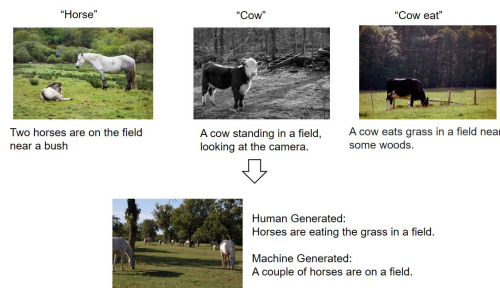 “Horse”
“Cow”
“Cow eat”
Two horses are on the field
near a bush
A cow standing in a field,
looking at the camera.
A cow eats grass in a field near
some woods.
Human Generated:
Horses are eating the grass in a field.
Machine Generated:
A couple of horses are on a field.